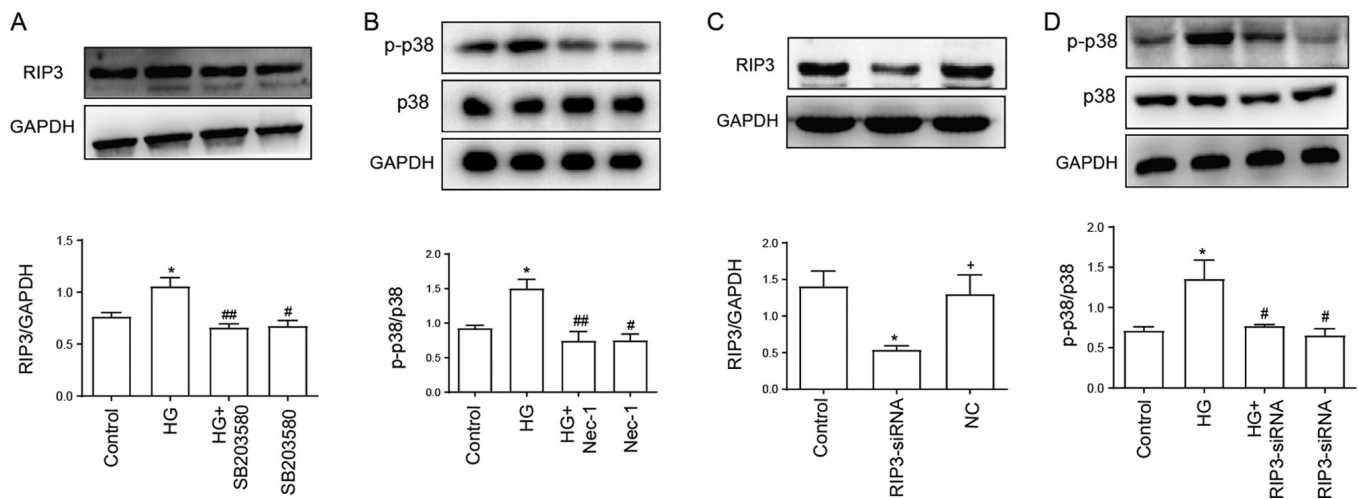 A
RIP3
GAPDH
RIP3/GAPDH
1.5
1.0
0.5
0.0
*
##
#
Control
HG
HG+
SB203580
SB203580
B
p-p38
p38
GAPDH
p-p38/p38
2.0
1.5
1.0
0.5
0.0
*
##
#
Control
HG
HG+
Nec-1
Nec-1
C
RIP3
GAPDH
RIP3/GAPDH
2.0
1.5
1.0
0.5
0.0
*
+
Control
RIP3-siRNA
NC
D
p-p38
p38
GAPDH
p-p38/p38
2.0
1.5
1.0
0.5
0.0
*
#
#
Control
HG
HG+
RIP3-siRNA
RIP3-siRNA